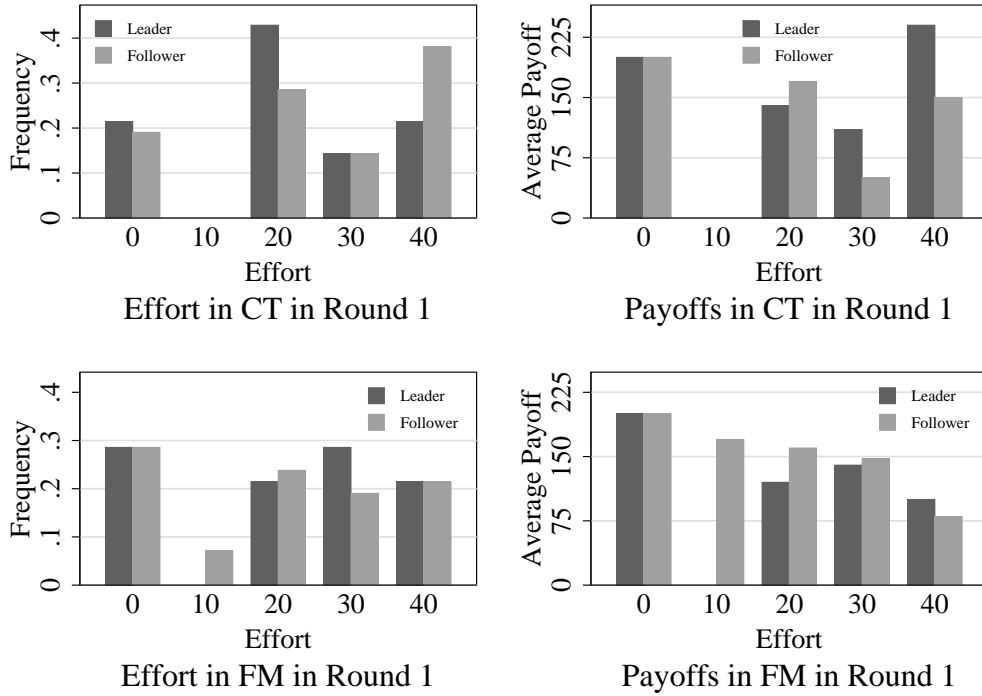 Frequency
.4
.3
.2
.1
0
Leader
Follower
0 10 20 30 40
Effort
Effort in CT in Round 1
Average Payoff
225
150
75
0
Leader
Follower
0 10 20 30 40
Effort
Payoffs in CT in Round 1
Frequency
.4
.3
.2
.1
0
Leader
Follower
0 10 20 30 40
Effort
Effort in FM in Round 1
Average Payoff
225
150
75
0
Leader
Follower
0 10 20 30 40
Effort
Payoffs in FM in Round 1